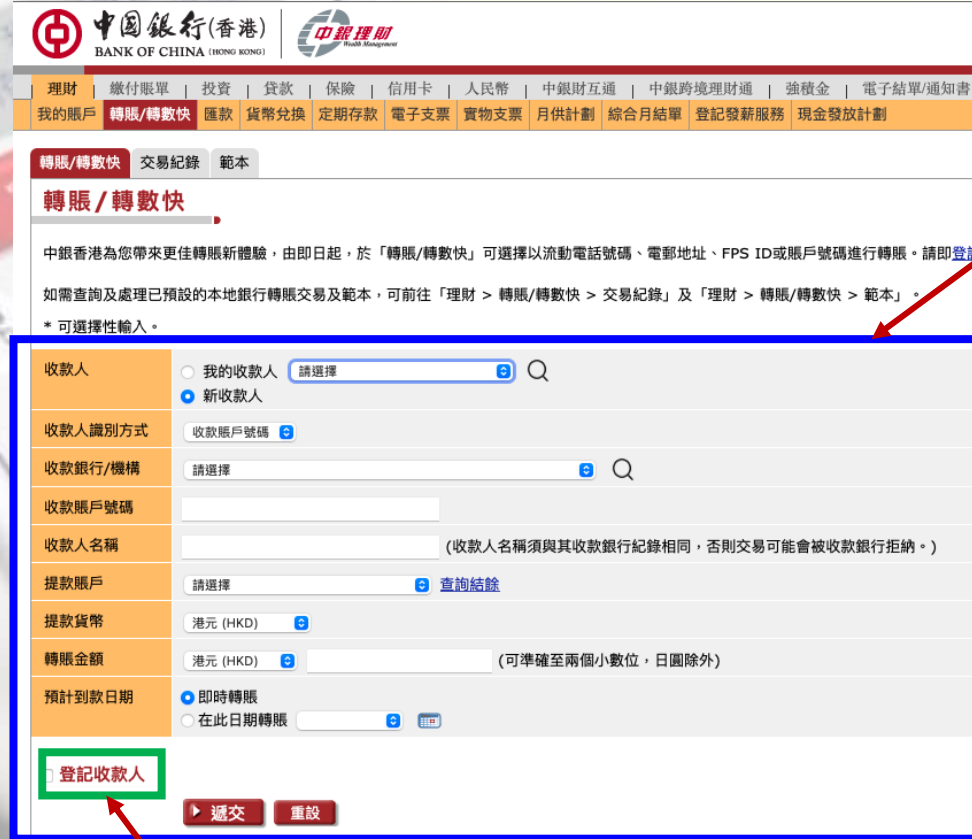 中國銀行(香港)
BANK OF CHINA (HONG KONG)
中銀理財
Wealth Management
理財 | 繳付賬單 | 投資 | 貸款 | 保險 | 信用卡 | 人民幣 | 中銀財互通 | 中銀跨境理財通 | 強積金 | 電子結單/通知書
我的賬戶 轉賬/轉數快 匯款 貨幣兌換 定期存款 電子支票 實物支票 月供計劃 綜合月結單 登記發薪服務 現金發放計劃
轉賬/轉數快 交易紀錄 範本
轉賬/轉數快
中銀香港為您帶來更佳轉賬新體驗，由即日起，於「轉賬/轉數快」可選擇以流動電話號碼、電郵地址、FPS ID或賬戶號碼進行轉賬。請即登
如需查詢及處理已預設的本地銀行轉賬交易及範本，可前往「理財 > 轉賬/轉數快 > 交易紀錄」及「理財 > 轉賬/轉數快 > 範本」。
* 可選擇性輸入。
收款人 我的收款人 請選擇
新收款人
收款人識別方式 收款賬戶號碼
收款銀行/機構 請選擇
收款賬戶號碼
收款人名稱 (收款人名稱須與其收款銀行紀錄相同，否則交易可能會被收款銀行拒納。)
提款賬戶 請選擇 查詢結餘
提款貨幣 港元 (HKD)
轉賬金額 港元 (HKD) (可準確至兩個小數位，日圓除外)
預計到款日期 即時轉賬
在此日期轉賬
登記收款人
遞交 重設